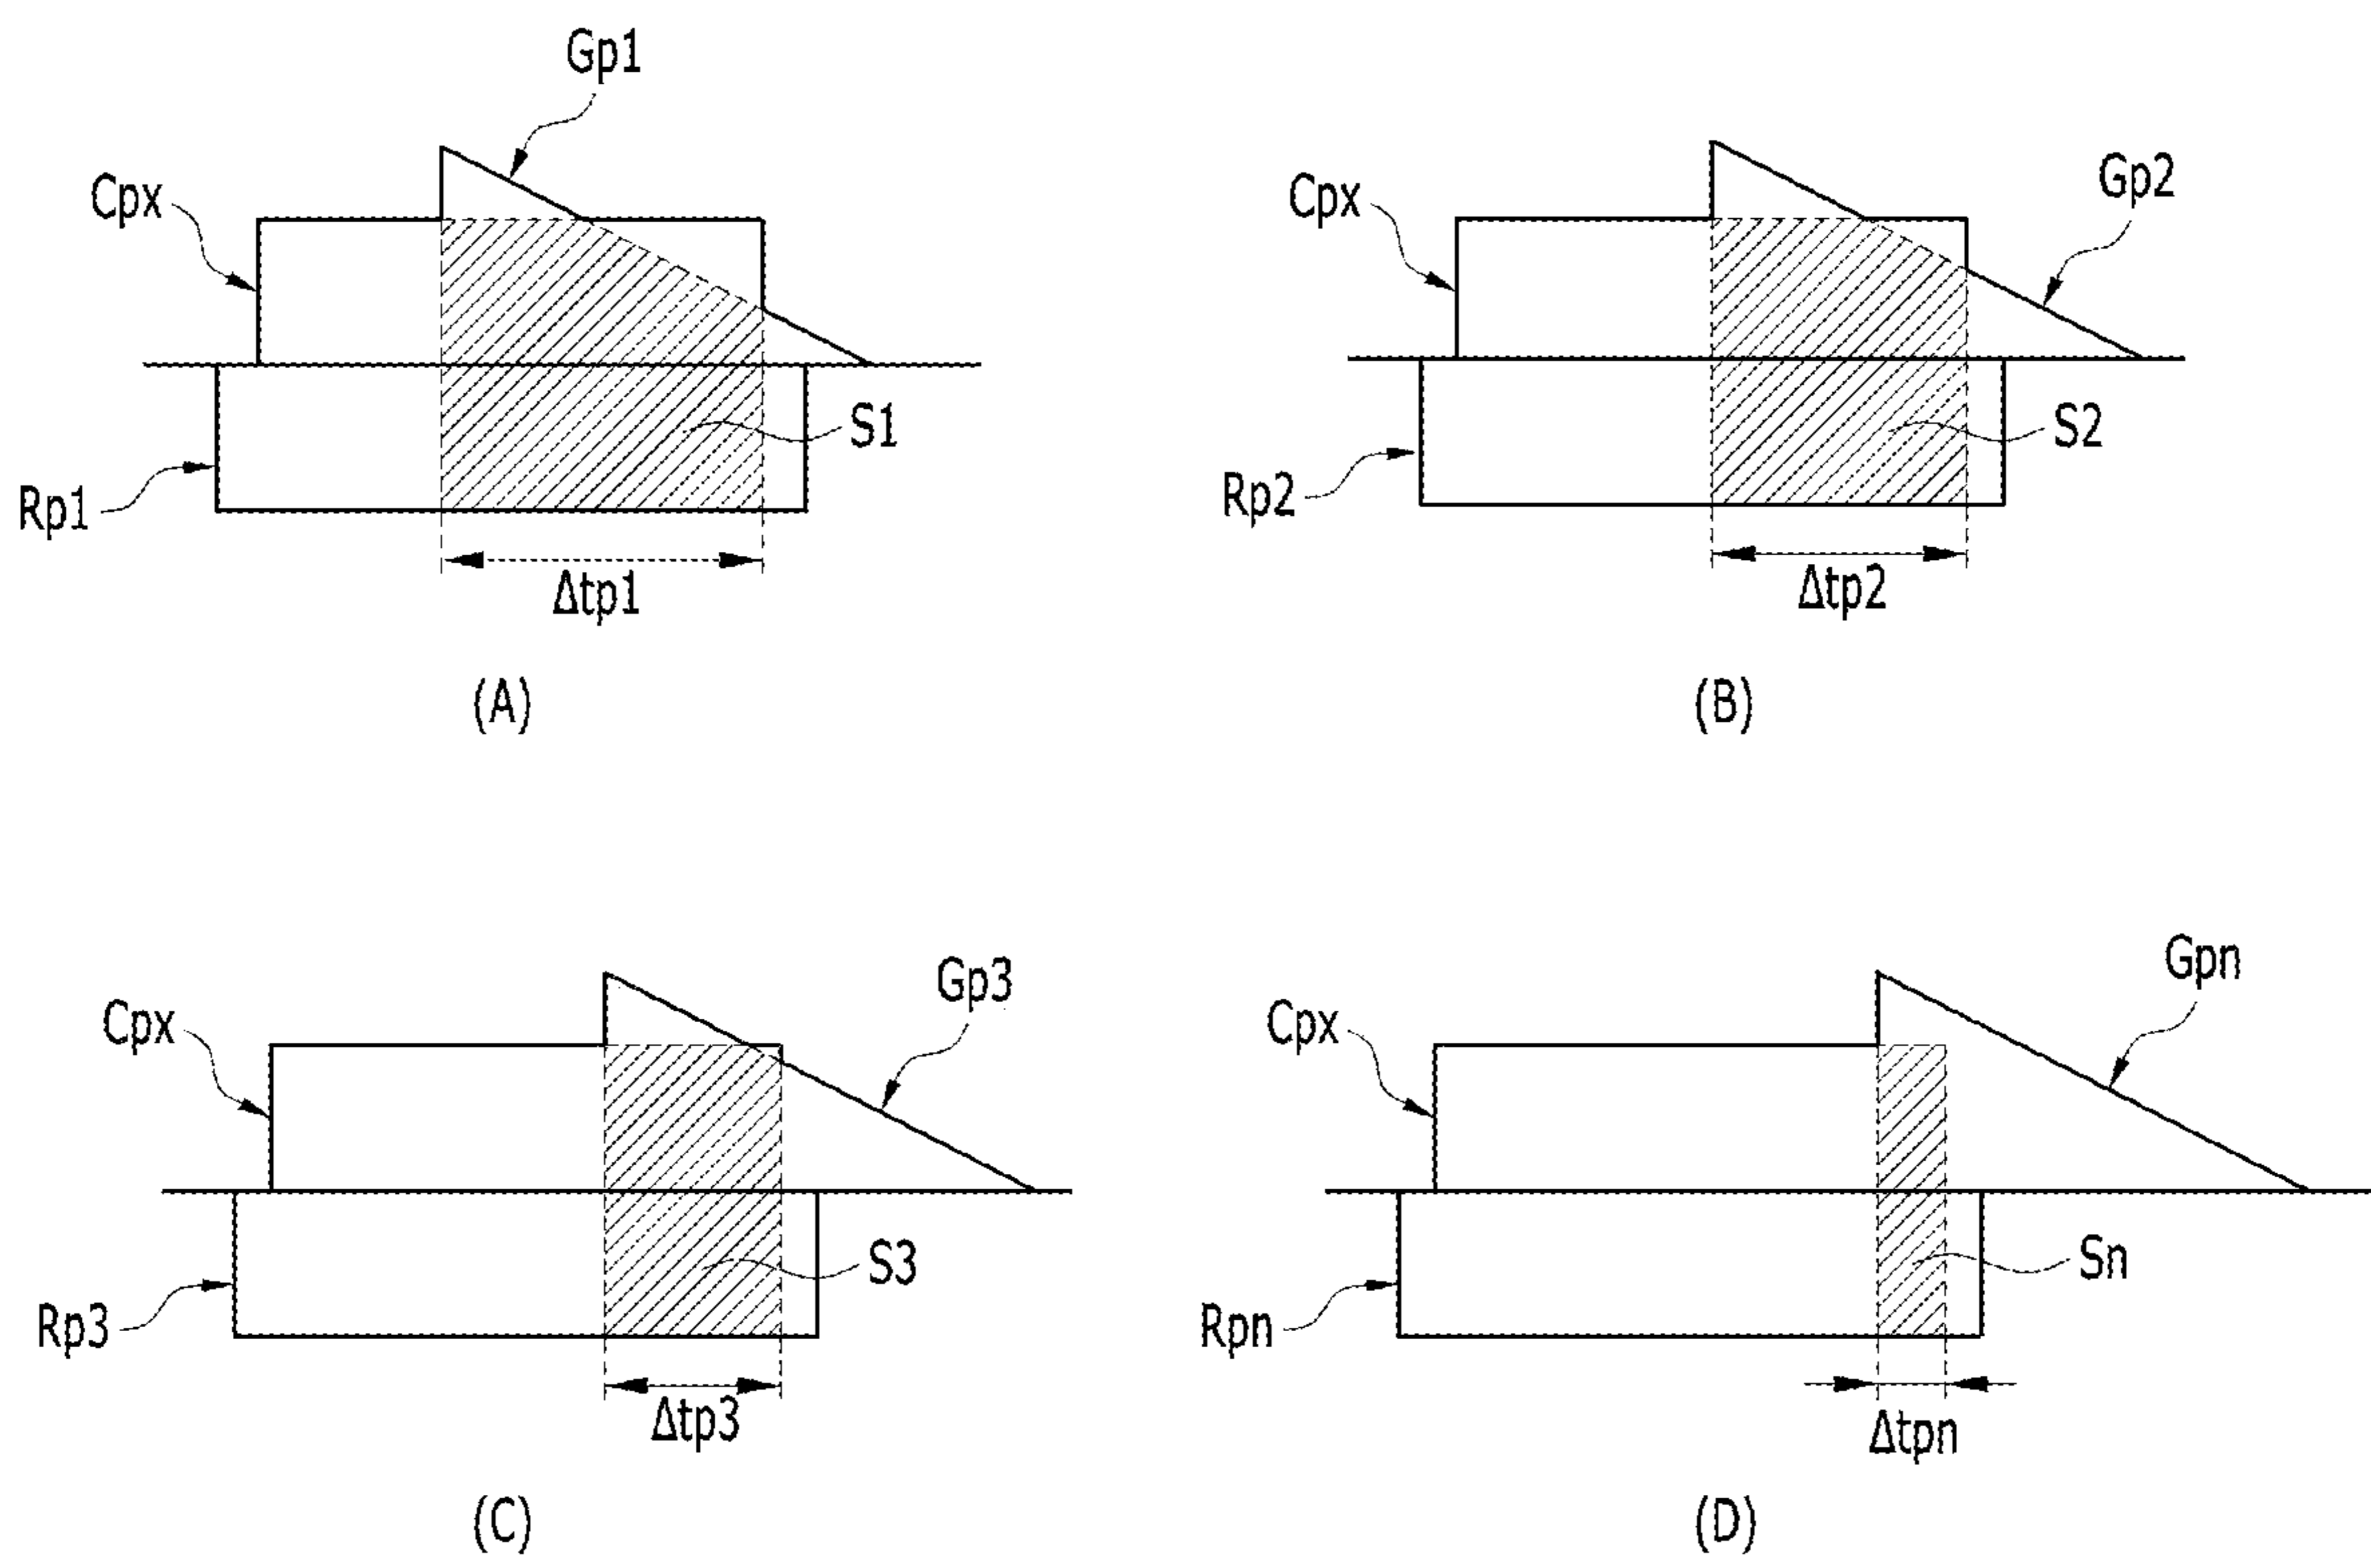 Gp1
Cpx
S1
Rp1
Δtp1
(A)
Gp2
Cpx
S2
Rp2
Δtp2
(B)
Gp3
Cpx
S3
Rp3
Δtp3
(C)
Gpn
Cpx
Sn
Rpn
Δtpn
(D)